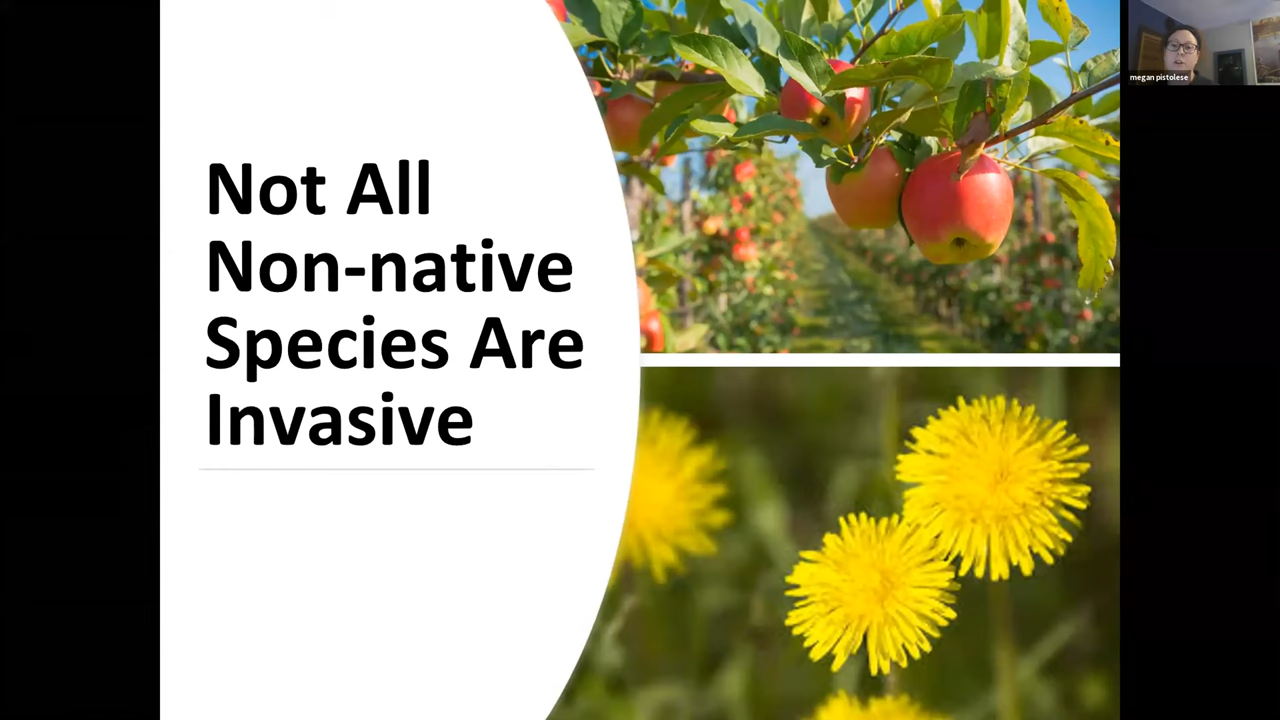 Not All
Non-native
Species Are
Invasive
megan pistolese